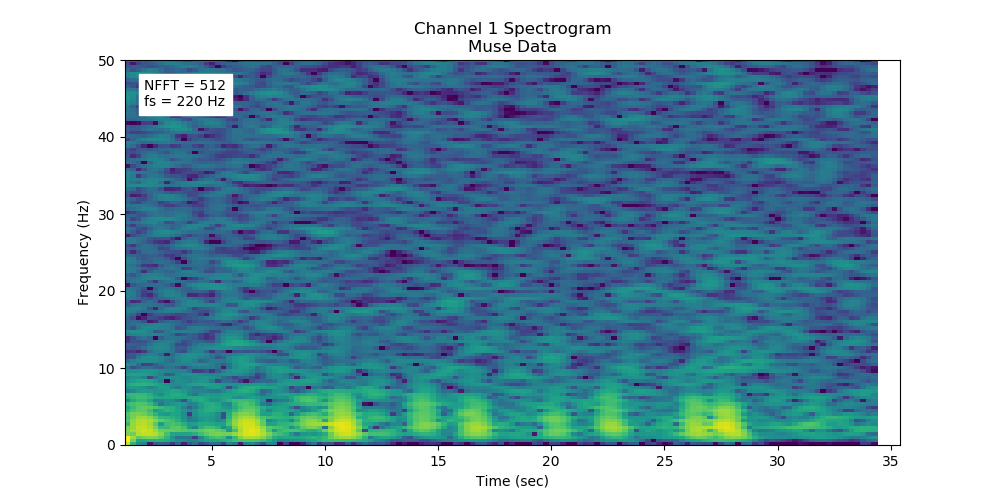 Channel 1 Spectrogram
Muse Data
NFFT = 512
fs = 220 Hz
50
40
30
20
10
0
Frequency (Hz)
5
10
15
20
25
30
35
Time (sec)